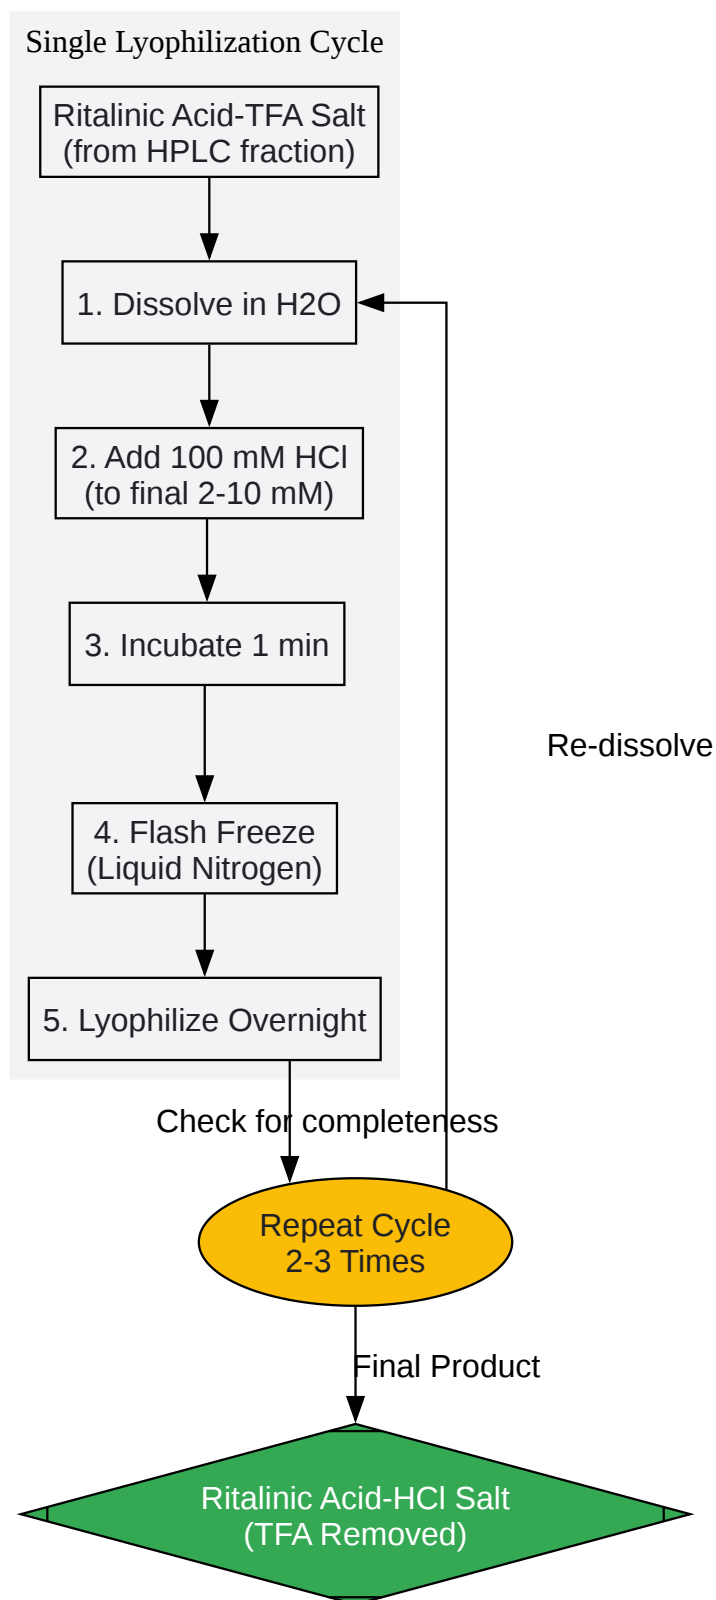 Single Lyophilization Cycle
Ritalinic Acid-TFA Salt
(from HPLC fraction)
1. Dissolve in H2O
2. Add 100 mM HCl
(to final 2-10 mM)
3. Incubate 1 min
Re-dissolve
4. Flash Freeze
(Liquid Nitrogen)
5. Lyophilize Overnight
Check for completeness
Repeat Cycle
2-3 Times
Final Product
Ritalinic Acid-HCl Salt
(TFA Removed)